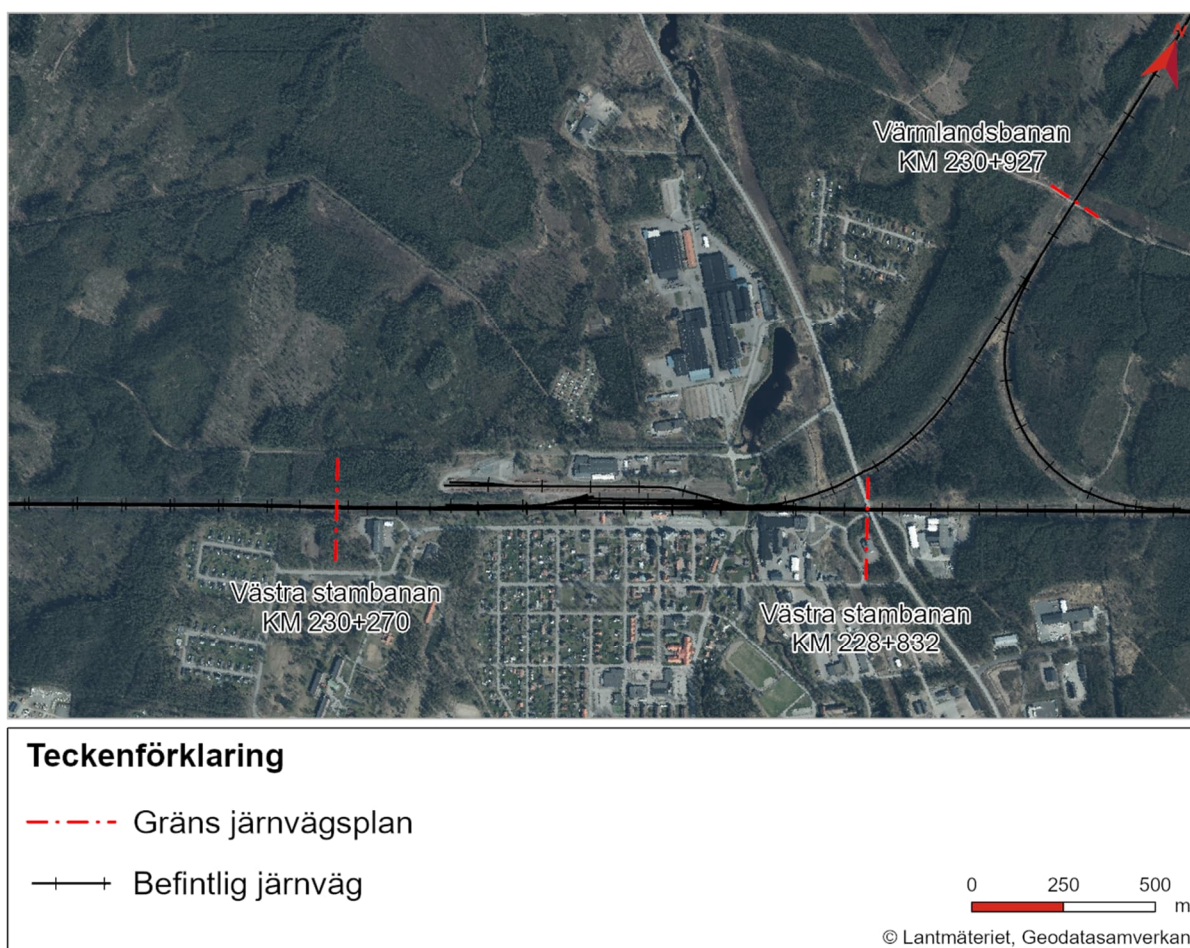 N
Värmlandsbanan
KM 230+927
Västra stambanan
KM 230+270
Västra stambanan
KM 228+832
Teckenförklaring
Gräns järnvägsplan
Befintlig järnväg
0 250 500
m
© Lantmäteriet, Geodatasamverkan